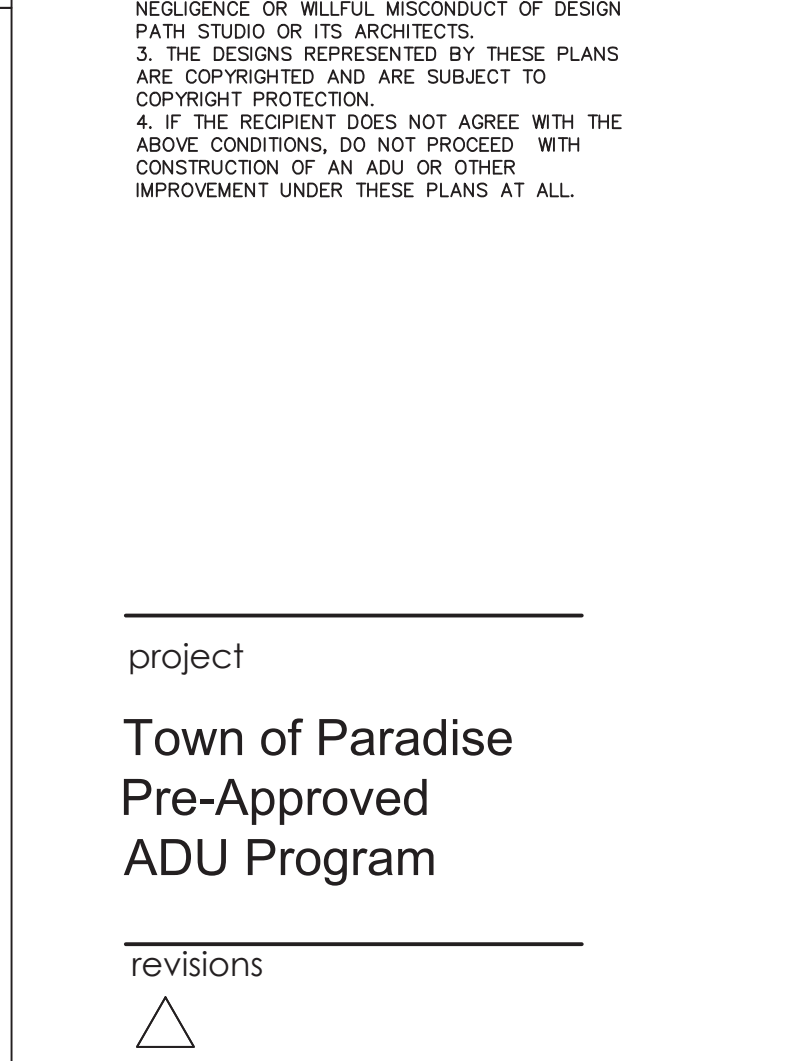 NEGLIGENCE OR WILLFUL MISCONDUCT OF DESIGN
PATH STUDIO OR ITS ARCHITECTS.
3. THE DESIGNS REPRESENTED BY THESE PLANS
ARE COPYRIGHTED AND ARE SUBJECT TO
COPYRIGHT PROTECTION.
4. IF THE RECIPIENT DOES NOT AGREE WITH THE
ABOVE CONDITIONS, DO NOT PROCEED WITH
CONSTRUCTION OF AN ADU OR OTHER
IMPROVEMENT UNDER THESE PLANS AT ALL.
project
Town of Paradise
Pre-Approved
ADU Program
revisions